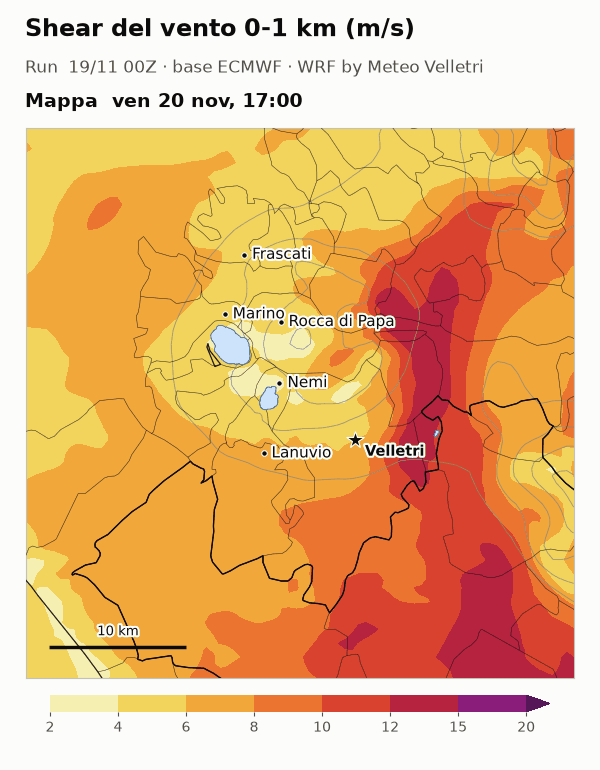 Shear del vento 0-1 km (m/s)
Run 19/11 00Z · base ECMWF · WRF by Meteo Velletri
Mappa ven 20 nov, 17:00
Frascati
Marino
Rocca di Papa
Nemi
Velletri
Lanuvio
10 km
2 4 6 8 10 12 15 20